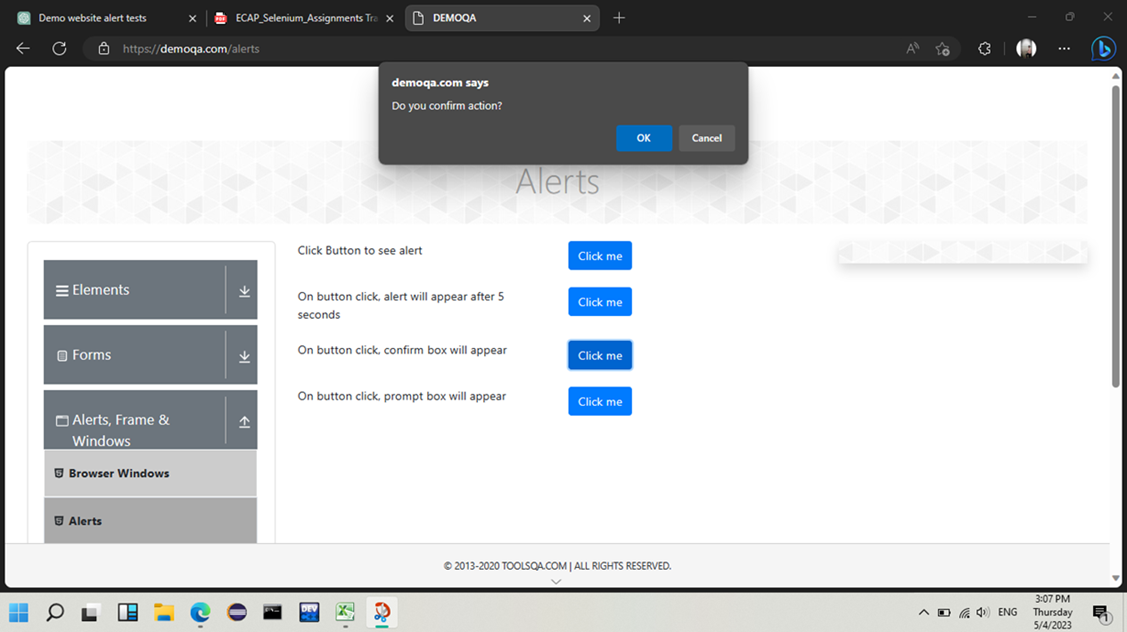 Demo website alert tests
ECAP_Selenium_Assignments Tra
DEMOQA
https://demoqa.com/alerts
demoqa.com says
Do you confirm action?
OK
Cancel
Alerts
Elements
Forms
Alerts, Frame &
Windows
Browser Windows
Alerts
Click Button to see alert
Click me
On button click, alert will appear after 5
seconds
Click me
On button click, confirm box will appear
Click me
On button click, prompt box will appear
Click me
© 2013-2020 TOOLSQA.COM | ALL RIGHTS RESERVED.
DEV
ENG
3:07 PM
Thursday
5/4/2023
1